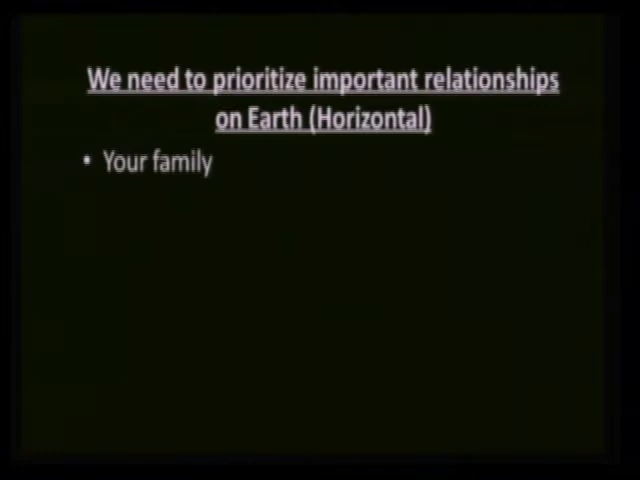 We need to prioritize important relationships
on Earth (Horizontal)
• Your family